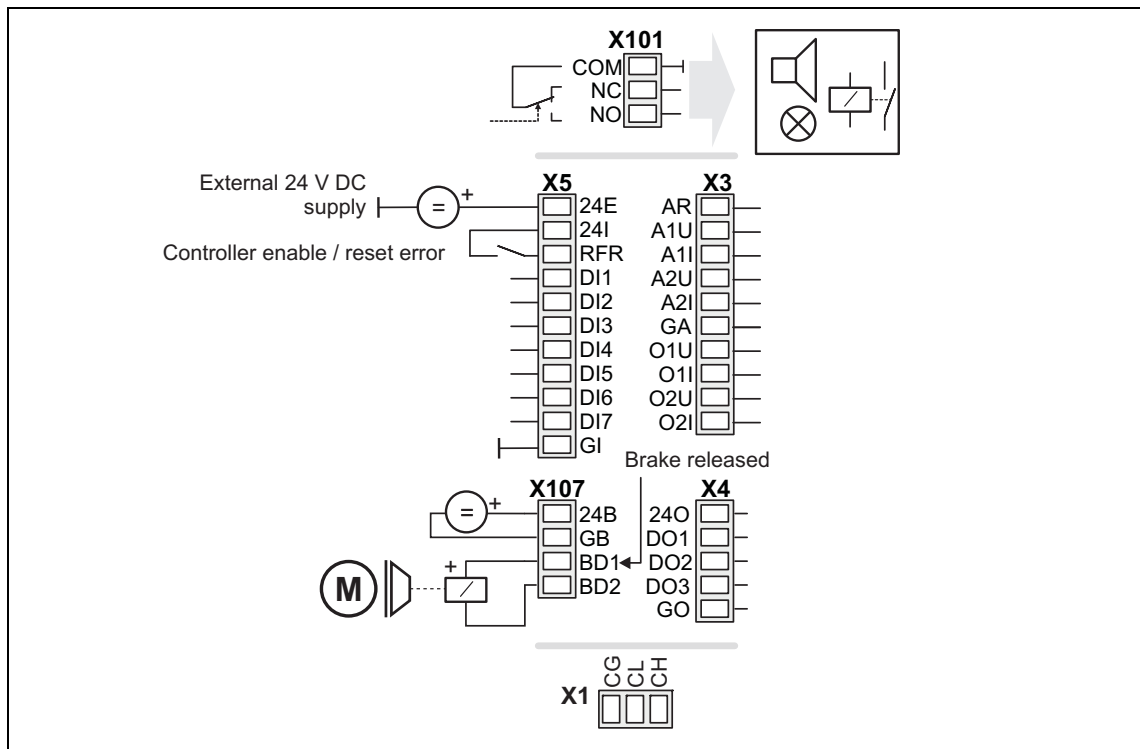 X101
COM
NC
NO
External 24 V DC
supply
=
+
Controller enable / reset error
X5
24E
24I
RFR
DI1
DI2
DI3
DI4
DI5
DI6
DI7
GI
X3
AR
A1U
A1I
A2U
A2I
GA
O1U
O1I
O2U
O2I
Brake released
X107
=
+
24B
GB
BD1
BD2
M
+
X4
24O
DO1
DO2
DO3
GO
X1
CG
CL
CH